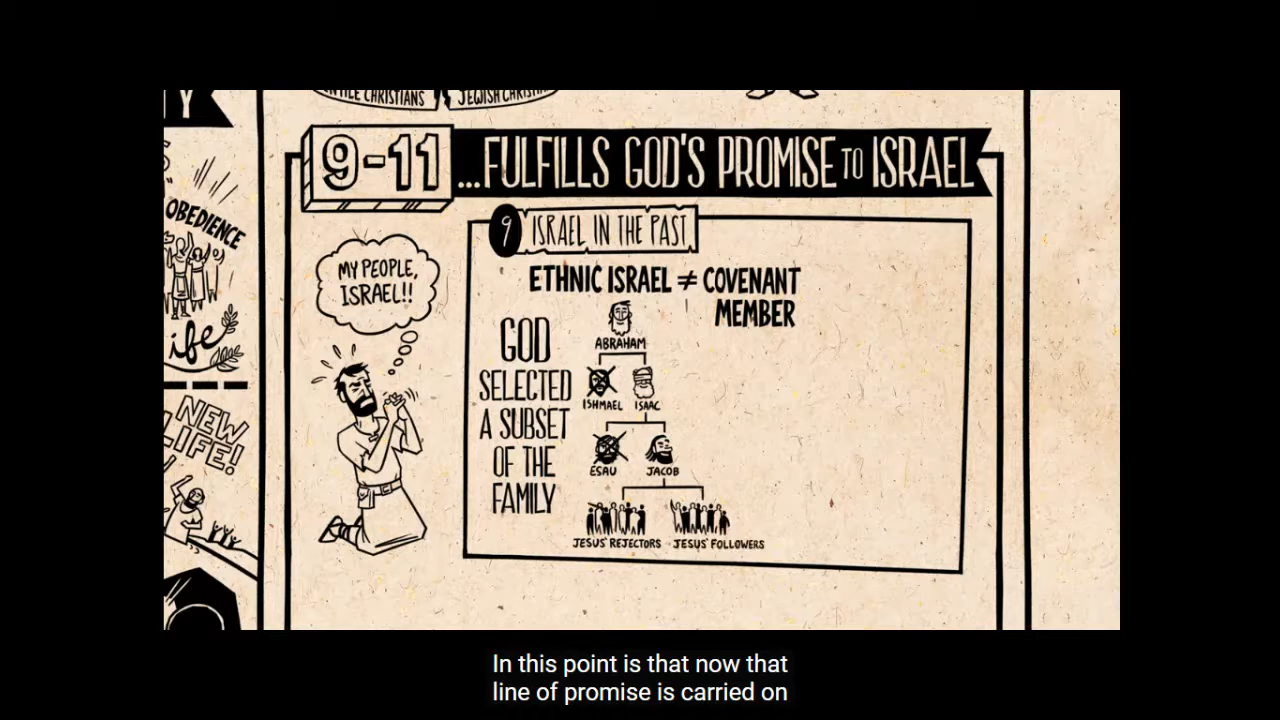 Y
OBEDIENCE
life
NEW
LIFE!
CHRISTIANS
JEWISH
9-11
...FULFILLS GOD'S PROMISE TO ISRAEL
9 ISRAEL IN THE PAST
MY PEOPLE,
ISRAEL!!
ETHNIC ISRAEL ≠ COVENANT
MEMBER
GOD
SELECTED
A SUBSET
OF THE
FAMILY
ABRAHAM
ISHMAEL ISAAC
ESAU JACOB
JESUS' REJECTORS JESUS' FOLLOWERS
In this point is that now that
line of promise is carried on